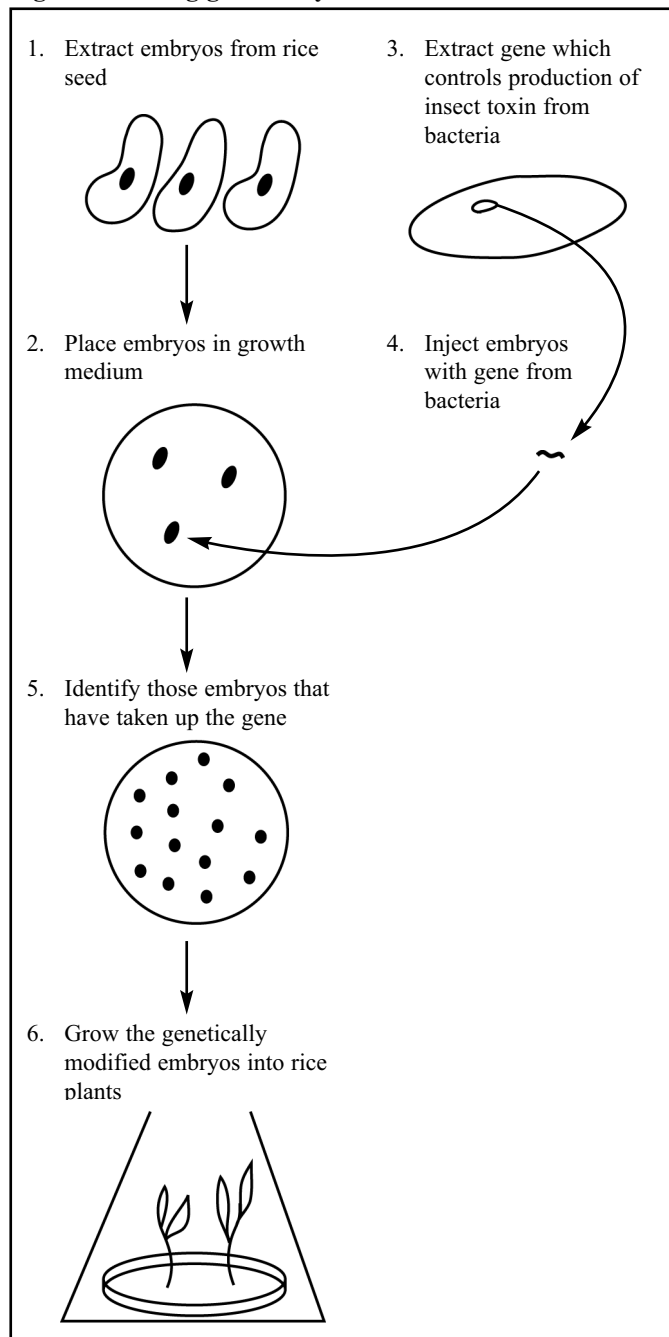 1. Extract embryos from rice
seed
2. Place embryos in growth
medium
3. Extract gene which
controls production of
insect toxin from
bacteria
4. Inject embryos
with gene from
bacteria
5. Identify those embryos that
have taken up the gene
6. Grow the genetically
modified embryos into rice
plants